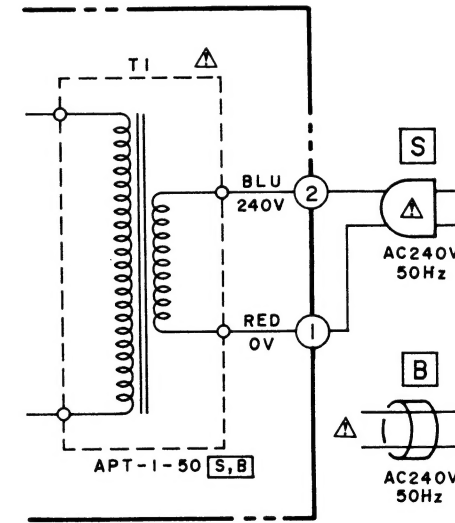 T1
S
BLU
240V
2
AC240V
50Hz
RED
0V
1
B
APT-1-50 S,B
AC240V
50Hz